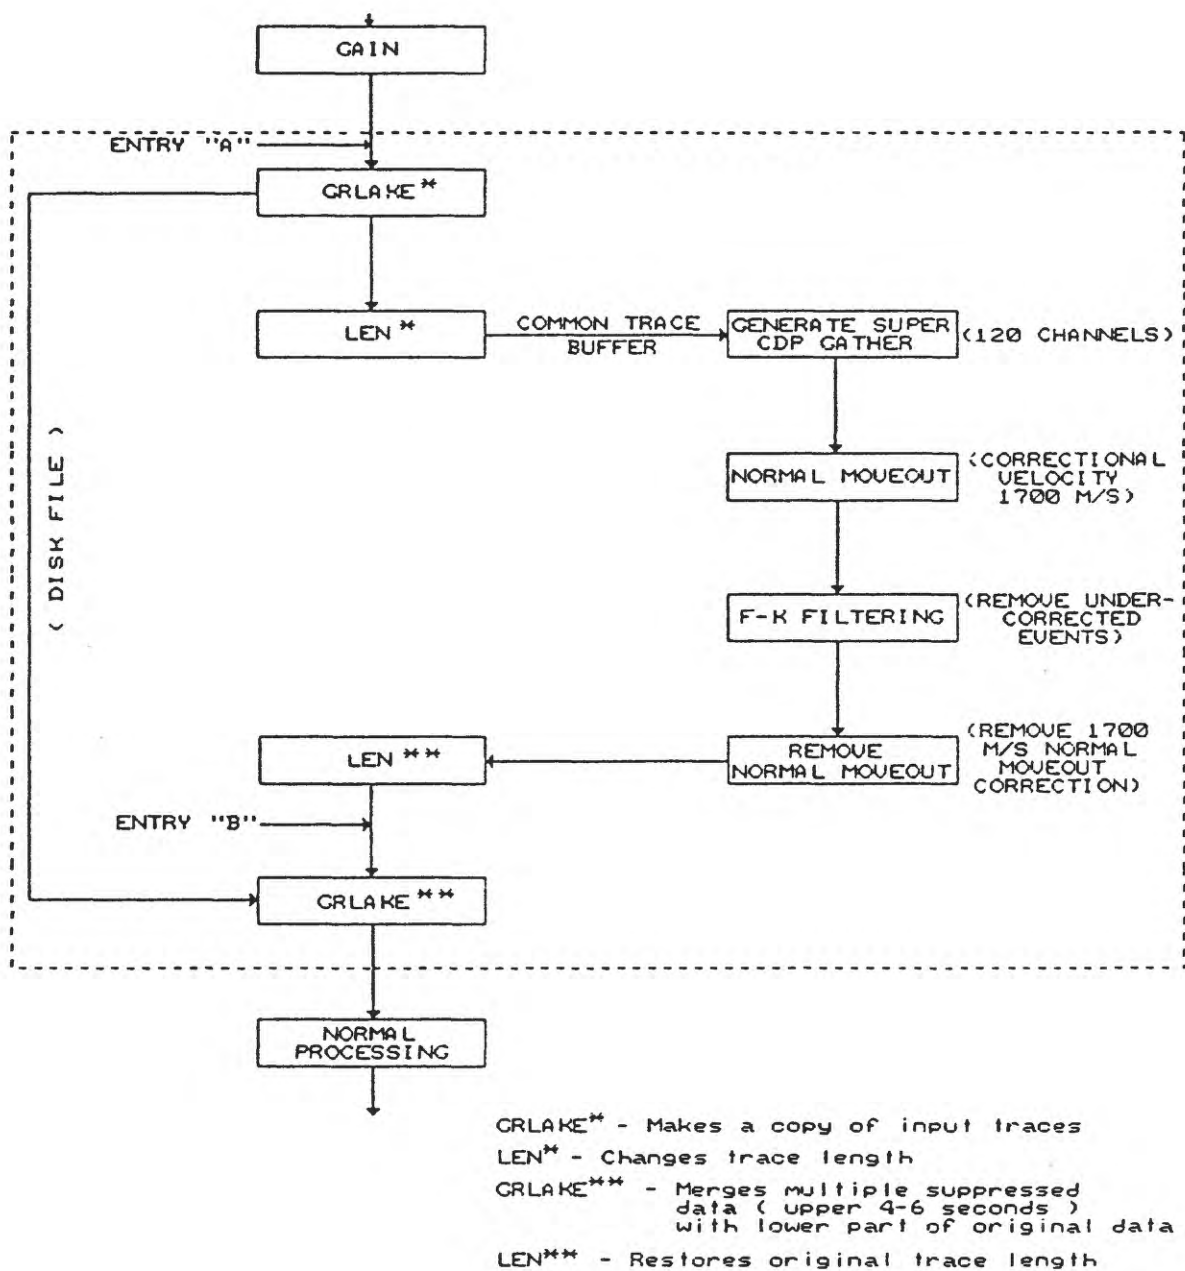 GAIN
ENTRY "A"
GRLAKE*
LEN*
COMMON TRACE
BUFFER
GENERATE SUPER
CDP GATHER
(120 CHANNELS)
( DISK FILE )
NORMAL MOVEOUT
(CORRECTIONAL
VELOCITY
1700 M/S)
F-K FILTERING
(REMOVE UNDER-
CORRECTED
EVENTS)
LEN**
REMOVE
NORMAL MOVEOUT
(REMOVE 1700
M/S NORMAL
MOVEOUT
CORRECTION)
ENTRY "B"
GRLAKE**
NORMAL
PROCESSING
GRLAKE* - Makes a copy of input traces
LEN* - Changes trace length
GRLAKE** - Merges multiple suppressed
data ( upper 4-6 seconds )
with lower part of original data
LEN** - Restores original trace length